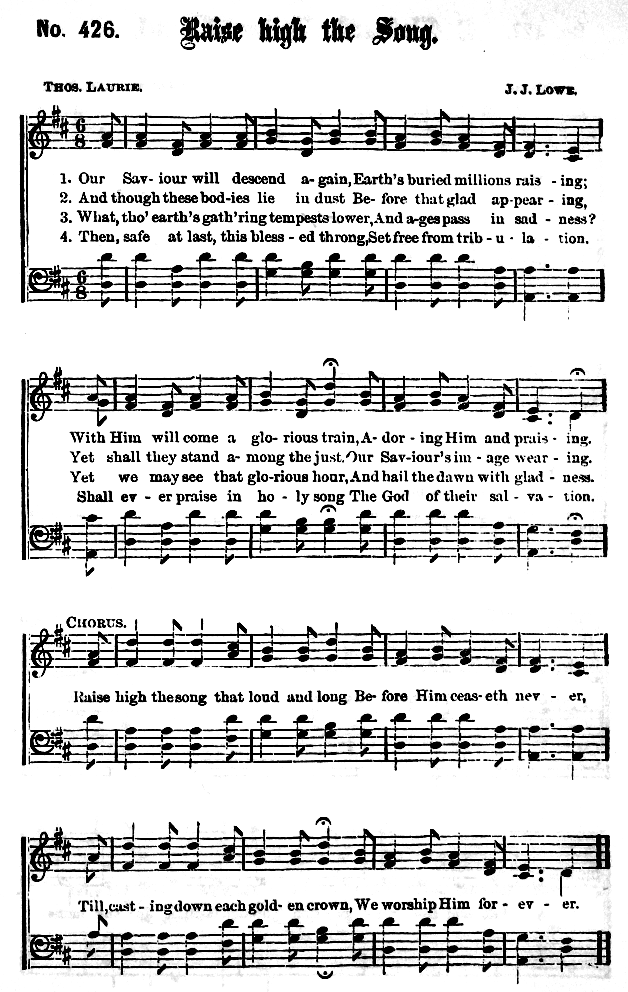 No. 426.
Raise high the Song.
THOS. LAURIE.
J. J. LOWE.
6
8
1. Our Sav- iour will descend a- gain, Earth's buried millions rais - ing;
2. And though these bod-ies lie in dust Be- fore that glad ap-pear - ing,
3. What, tho' earth's gath'ring tempests lower, And a-ges pass in sad - ness?
4. Then, safe at last, this bless - ed throng, Set free from trib - u - la - tion.
6
8
With Him will come a glo- rious train, A- dor - ing Him and prais - ing.
Yet shall they stand a- mong the just. Our Sav-iour's im - age wear - ing.
Yet we may see that glo-rious hour, And hail the dawn with glad - ness.
Shall ev - er praise in ho - ly song The God of their sal - va - tion.
CHORUS.
Raise high the song that loud and long Be- fore Him ceas- eth nev - er,
Till, cast - ing down each gold- en crown, We worship Him for - ev - er.